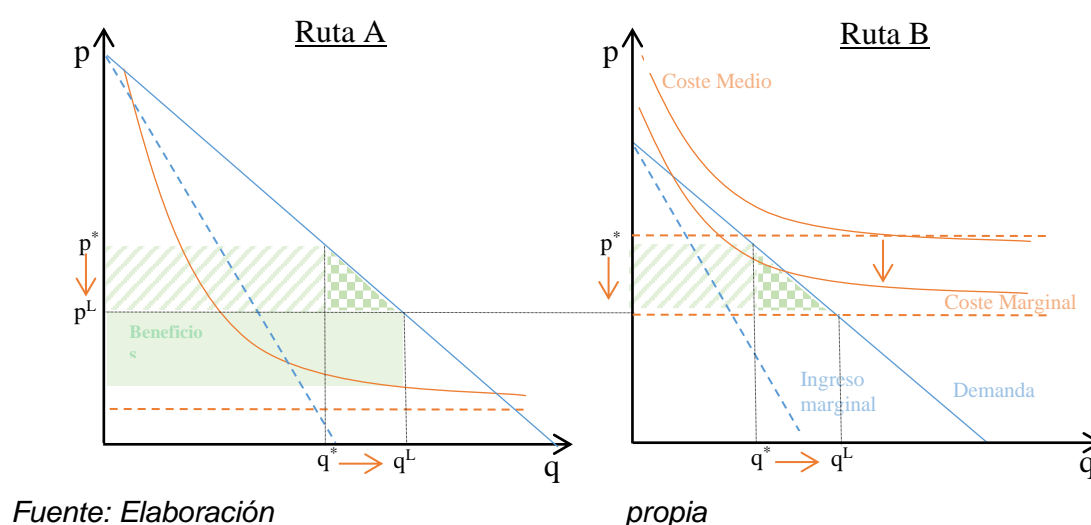 Ruta A
p
p*
pᴸ
Beneficio
s
q*
qᴸ
q
Ruta B
p
Coste Medio
p*
Coste Marginal
Ingreso
marginal
Demanda
q*
qᴸ
q
Fuente: Elaboración propia